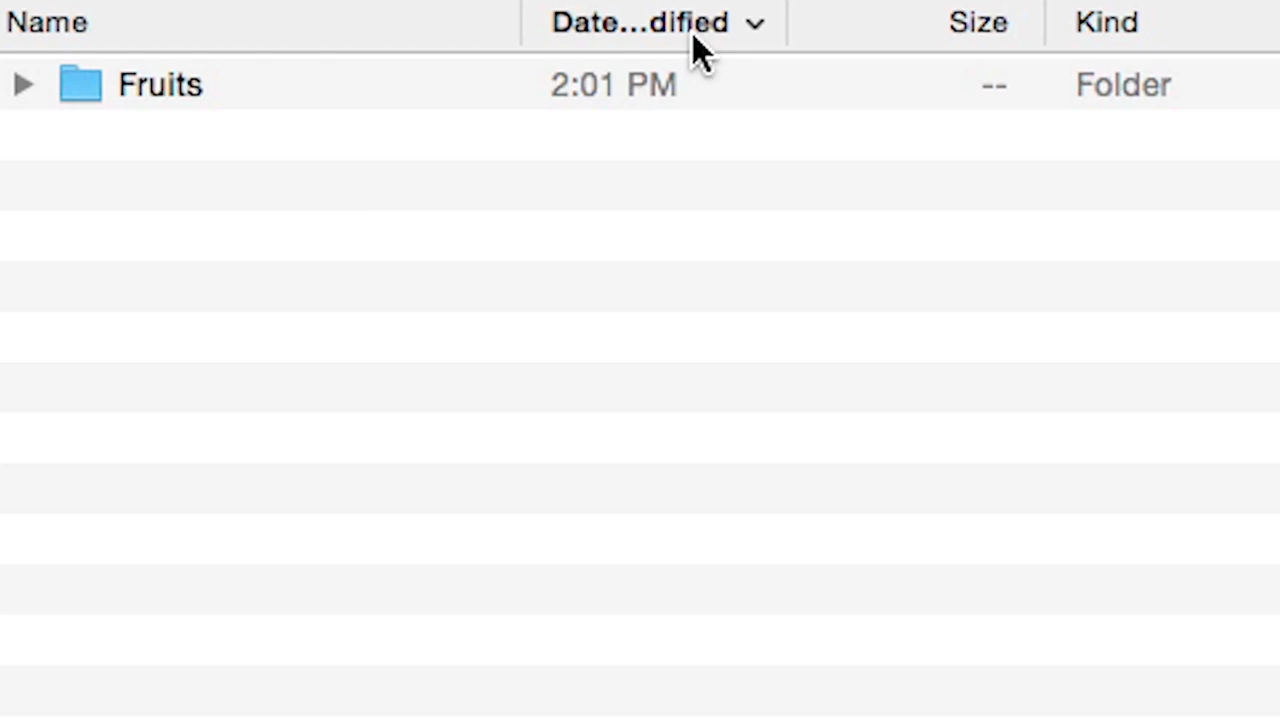 Name Date...dified Size Kind
Fruits 2:01 PM -- Folder